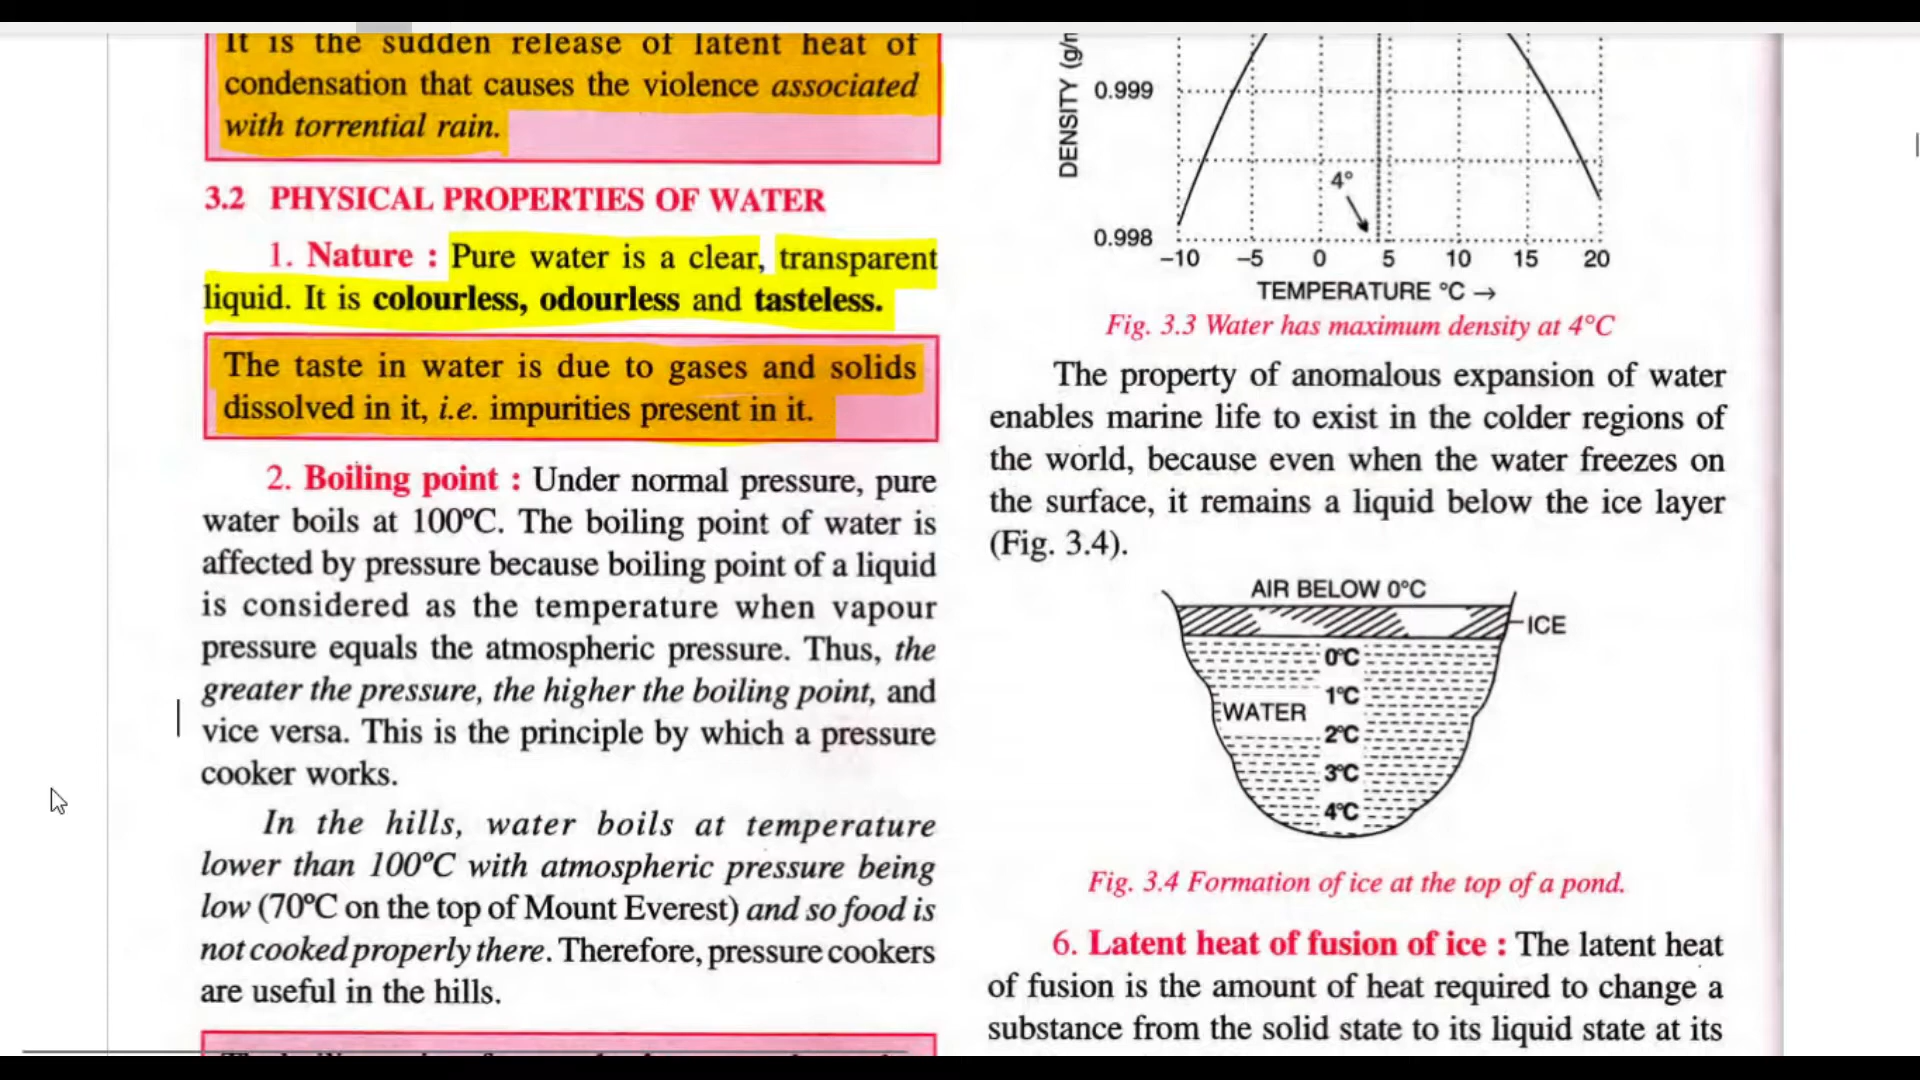 It is the sudden release of latent heat of
condensation that causes the violence associated
with torrential rain.
3.2 PHYSICAL PROPERTIES OF WATER
1. Nature : Pure water is a clear, transparent
liquid. It is colourless, odourless and tasteless.
The taste in water is due to gases and solids
dissolved in it, i.e. impurities present in it.
2. Boiling point : Under normal pressure, pure
water boils at 100ºC. The boiling point of water is
affected by pressure because boiling point of a liquid
is considered as the temperature when vapour
pressure equals the atmospheric pressure. Thus, the
greater the pressure, the higher the boiling point, and
vice versa. This is the principle by which a pressure
cooker works.
In the hills, water boils at temperature
lower than 100ºC with atmospheric pressure being
low (70ºC on the top of Mount Everest) and so food is
not cooked properly there. Therefore, pressure cookers
are useful in the hills.
DENSITY
0.999
4°
0.998
−10 −5 0 5 10 15 20
TEMPERATURE °C →
Fig. 3.3 Water has maximum density at 4°C
The property of anomalous expansion of water
enables marine life to exist in the colder regions of
the world, because even when the water freezes on
the surface, it remains a liquid below the ice layer
(Fig. 3.4).
AIR BELOW 0°C
ICE
0°C
1°C
WATER
2°C
3°C
4°C
Fig. 3.4 Formation of ice at the top of a pond.
6. Latent heat of fusion of ice : The latent heat
of fusion is the amount of heat required to change a
substance from the solid state to its liquid state at its